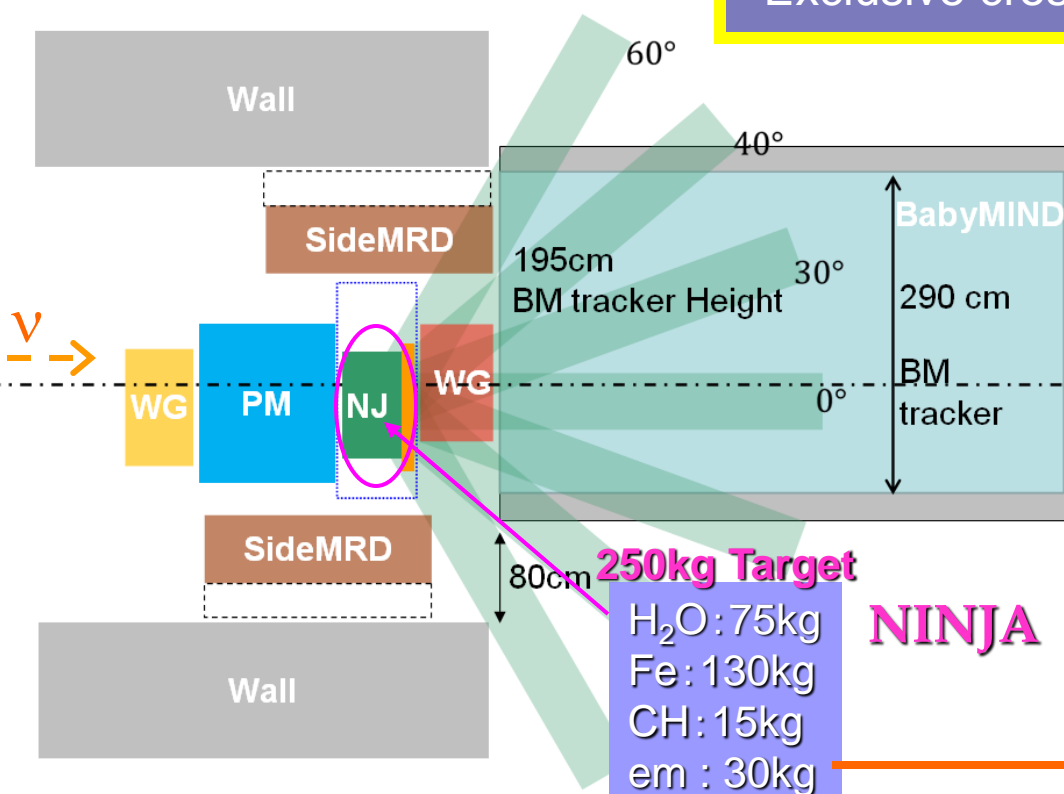 Exclusive
60°
Wall
40°
SideMRD
BabyMIND
195cm
BM tracker Height
30°
290 cm
ν
WG
PM
NJ
WG
0°
BM
tracker
SideMRD
80cm
250kg Target
H₂O:75kg
Fe:130kg
CH:15kg
em : 30kg
NINJA
Wall